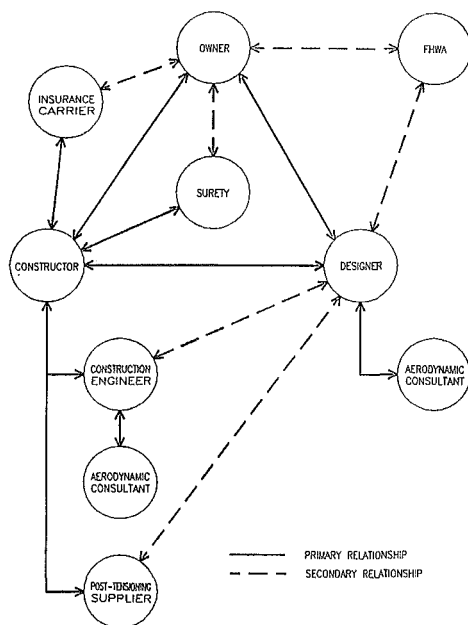 OWNER
FHWA
INSURANCE
CARRIER
SURETY
CONSTRUCTOR
DESIGNER
CONSTRUCTION
ENGINEER
AERODYNAMIC
CONSULTANT
AERODYNAMIC
CONSULTANT
POST-TENSIONING
SUPPLIER
PRIMARY RELATIONSHIP
SECONDARY RELATIONSHIP